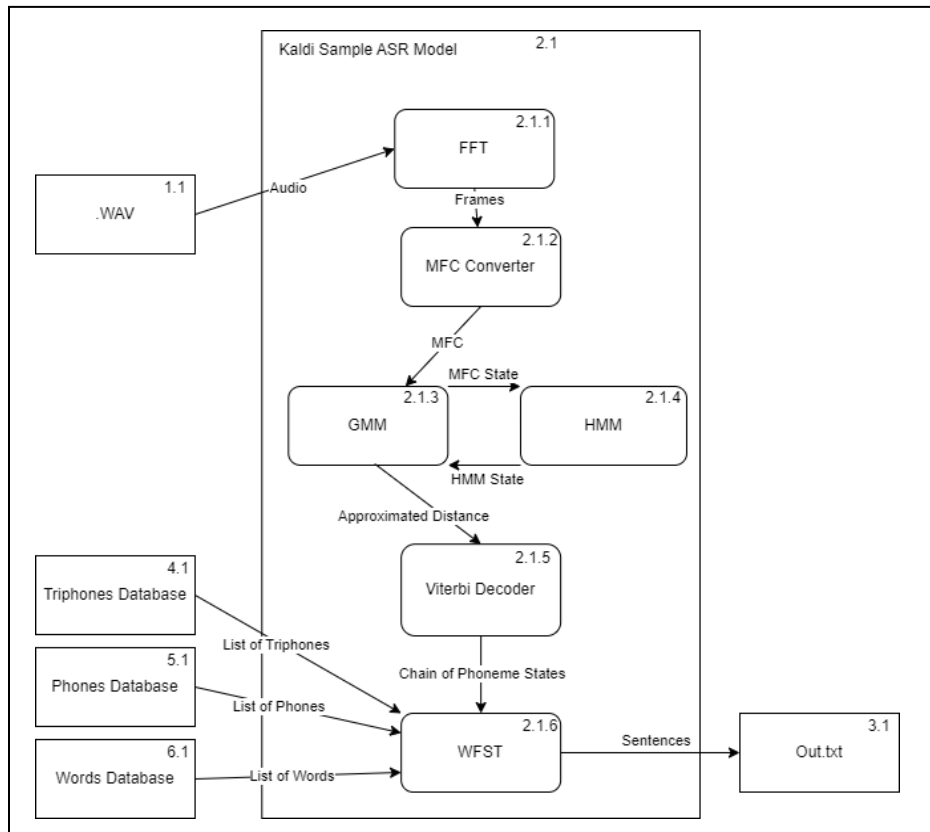 Kaldi Sample ASR Model
2.1
2.1.1
FFT
Frames
1.1
.WAV
Audio
2.1.2
MFC Converter
MFC
2.1.3
GMM
MFC State
2.1.4
HMM
HMM State
Approximated Distance
2.1.5
Viterbi Decoder
4.1
Triphones Database
List of Triphones
Chain of Phoneme States
5.1
Phones Database
List of Phones
6.1
Words Database
List of Words
2.1.6
WFST
Sentences
3.1
Out.txt